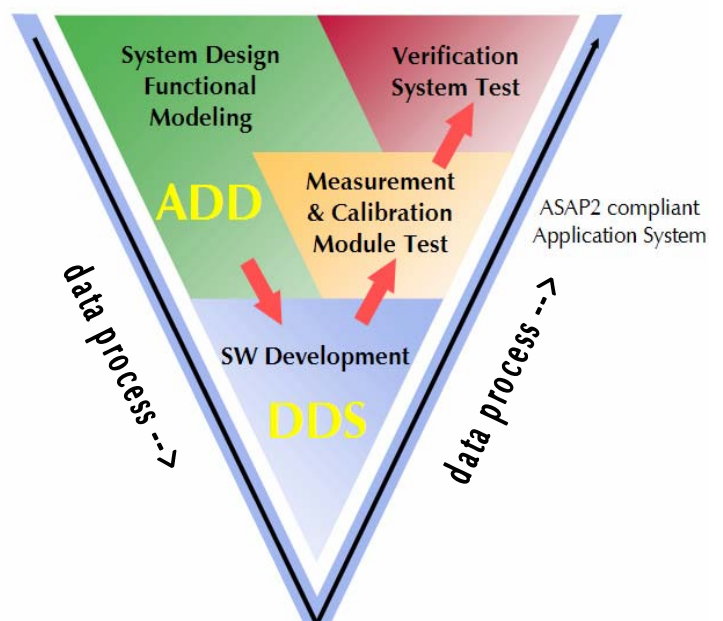 System Design
Functional
Modeling
Verification
System Test
ADD
Measurement
& Calibration
Module Test
ASAP2 compliant
Application System
data process -->
SW Development
DDS
data process -->